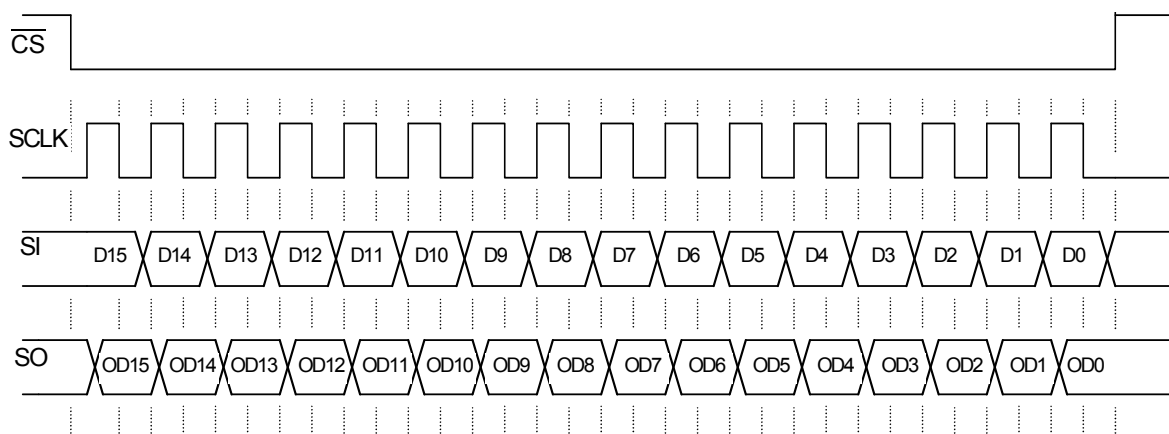 CS
SCLK
SI D15 D14 D13 D12 D11 D10 D9 D8 D7 D6 D5 D4 D3 D2 D1 D0
SO OD15 OD14 OD13 OD12 OD11 OD10 OD9 OD8 OD7 OD6 OD5 OD4 OD3 OD2 OD1 OD0